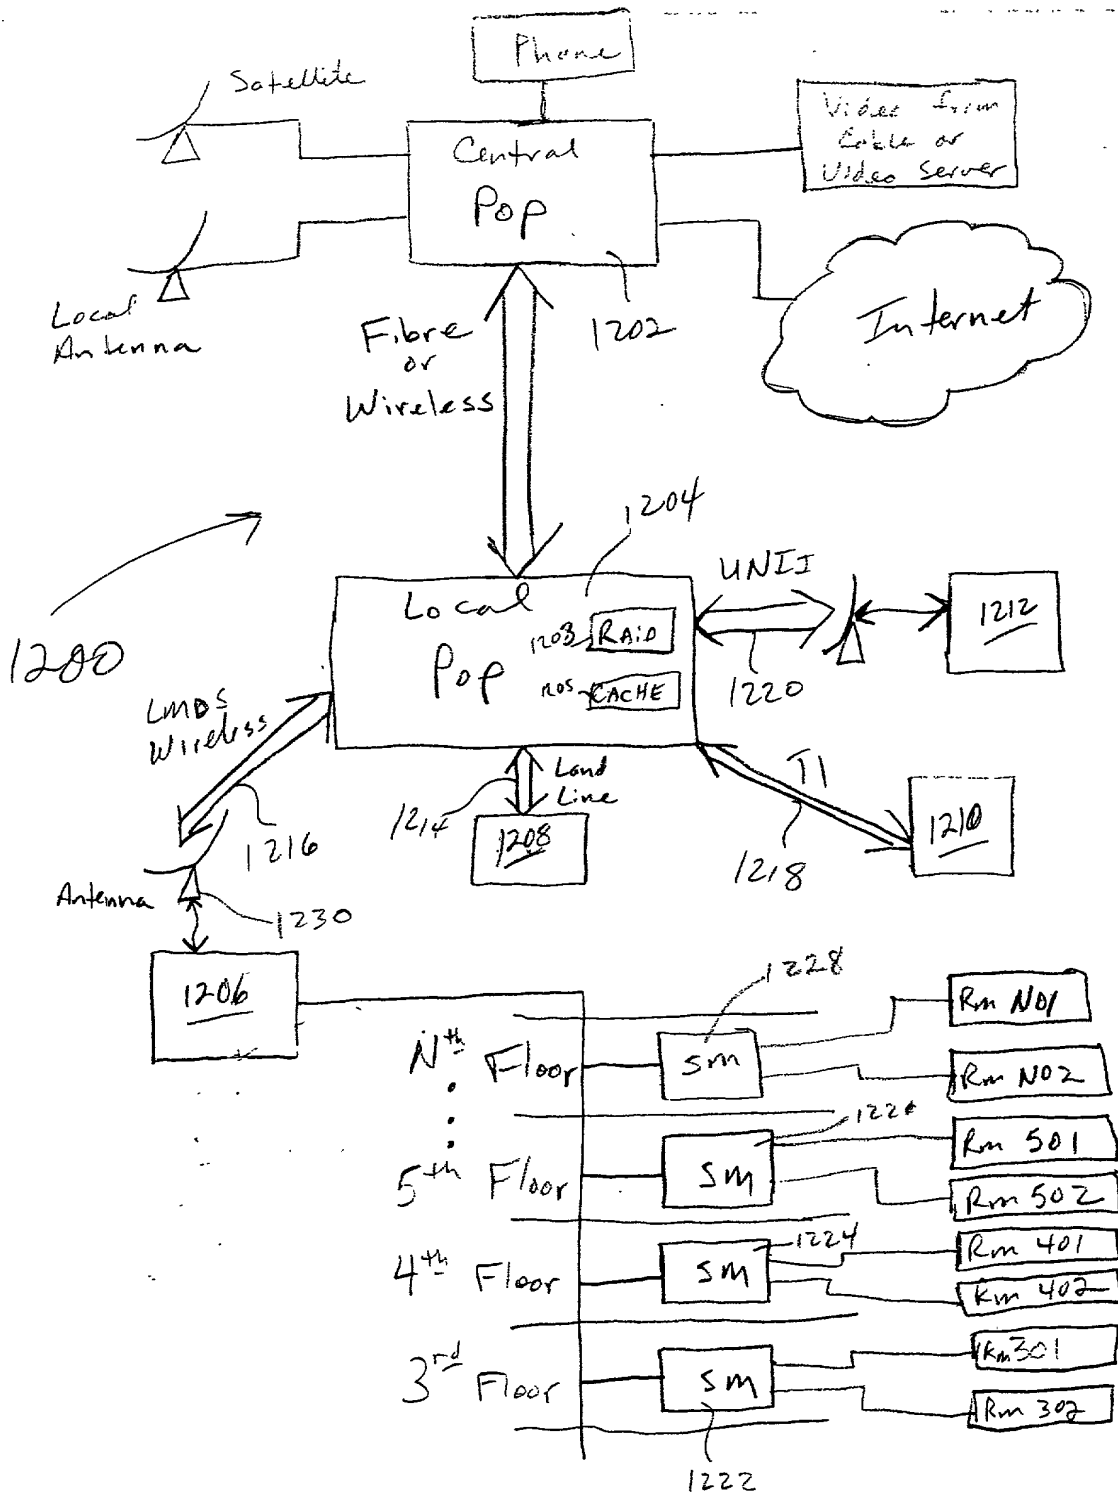 Phone
Satellite
Central
Pop
Video from
Cable or
Video Server
Local
Antenna
Fibre
or
Wireless
1202
Internet
1204
UNII
Local
Pop
1203 RAiD
1205 CACHE
1212
1220
1200
LMDS
Wireless
T1
Land
Line
1214
1208
1210
1216
1218
Antenna
1230
1206
1228
Nth Floor
SM
Rm N01
Rm N02
5th Floor
SM
Rm 501
Rm 502
4th Floor
SM
1224
Rm 401
Rm 402
3rd Floor
SM
Rm 301
Rm 302
1222